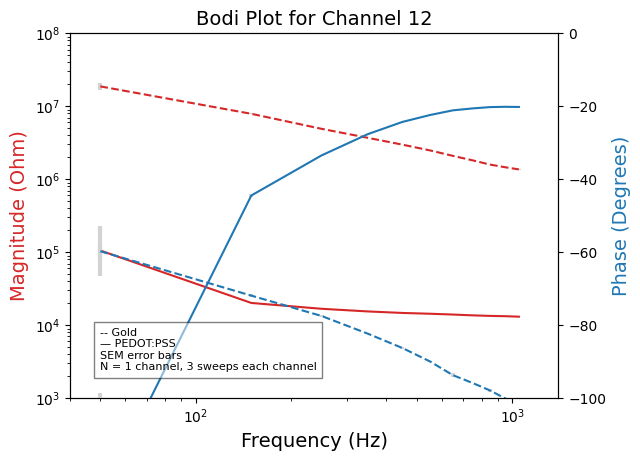 Bodi Plot for Channel 12
Magnitude (Ohm)
10^8
10^7
10^6
10^5
10^4
10^3
-- Gold
— PEDOT:PSS
SEM error bars
N = 1 channel, 3 sweeps each channel
10^2
10^3
Frequency (Hz)
0
−20
−40
−60
−80
−100
Phase (Degrees)